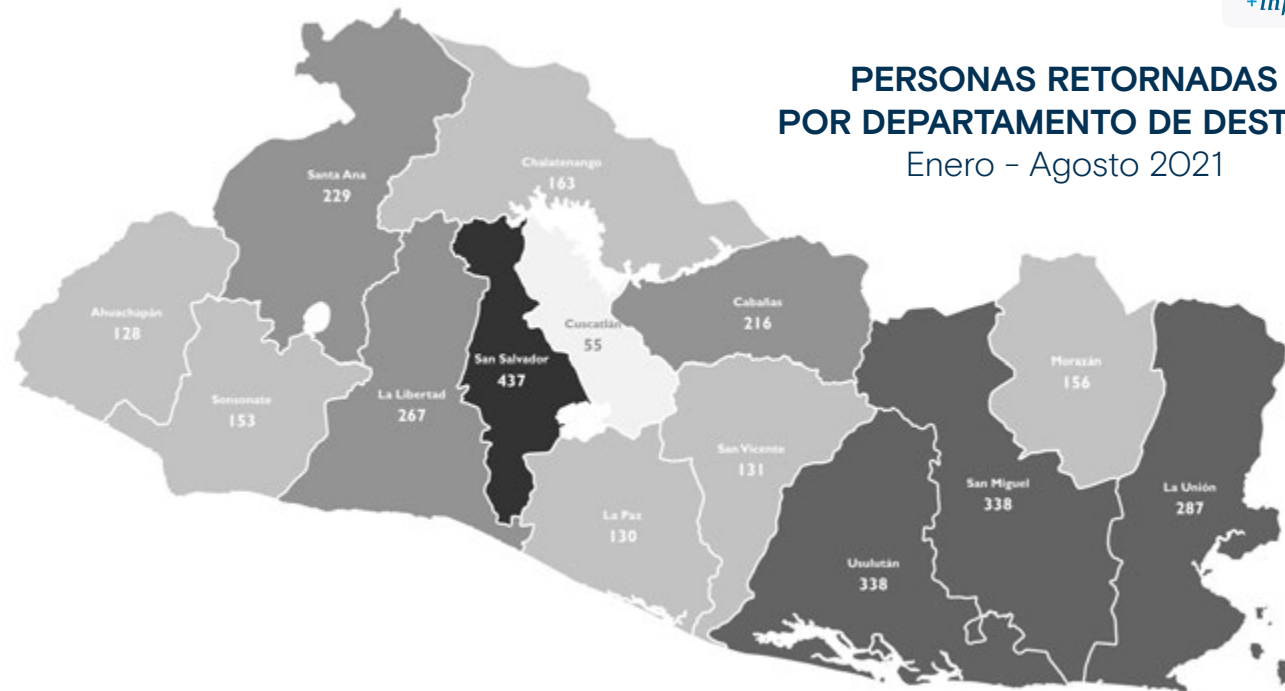 +inf
PERSONAS RETORNADAS
POR DEPARTAMENTO DE DEST
Enero - Agosto 2021
Chalatenango
163
Santa Ana
229
Ahuachapán
128
Sonsonate
153
La Libertad
267
San Salvador
437
Cuscatlán
55
Cabañas
216
San Vicente
131
La Paz
130
Usulután
338
San Miguel
338
Morazán
156
La Unión
287